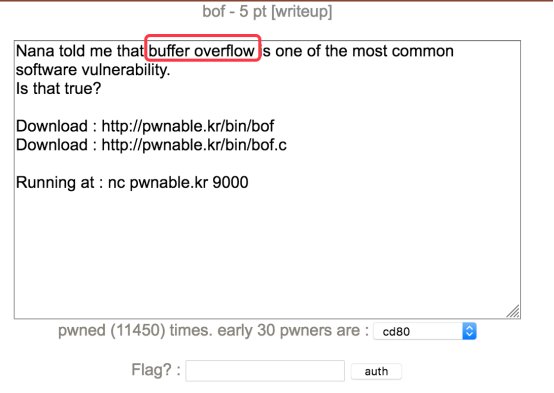 bof - 5 pt [writeup]
Nana told me that buffer overflow is one of the most common
software vulnerability.
Is that true?
Download : http://pwnable.kr/bin/bof
Download : http://pwnable.kr/bin/bof.c
Running at : nc pwnable.kr 9000
pwned (11450) times. early 30 pwners are : cd80
Flag? : auth